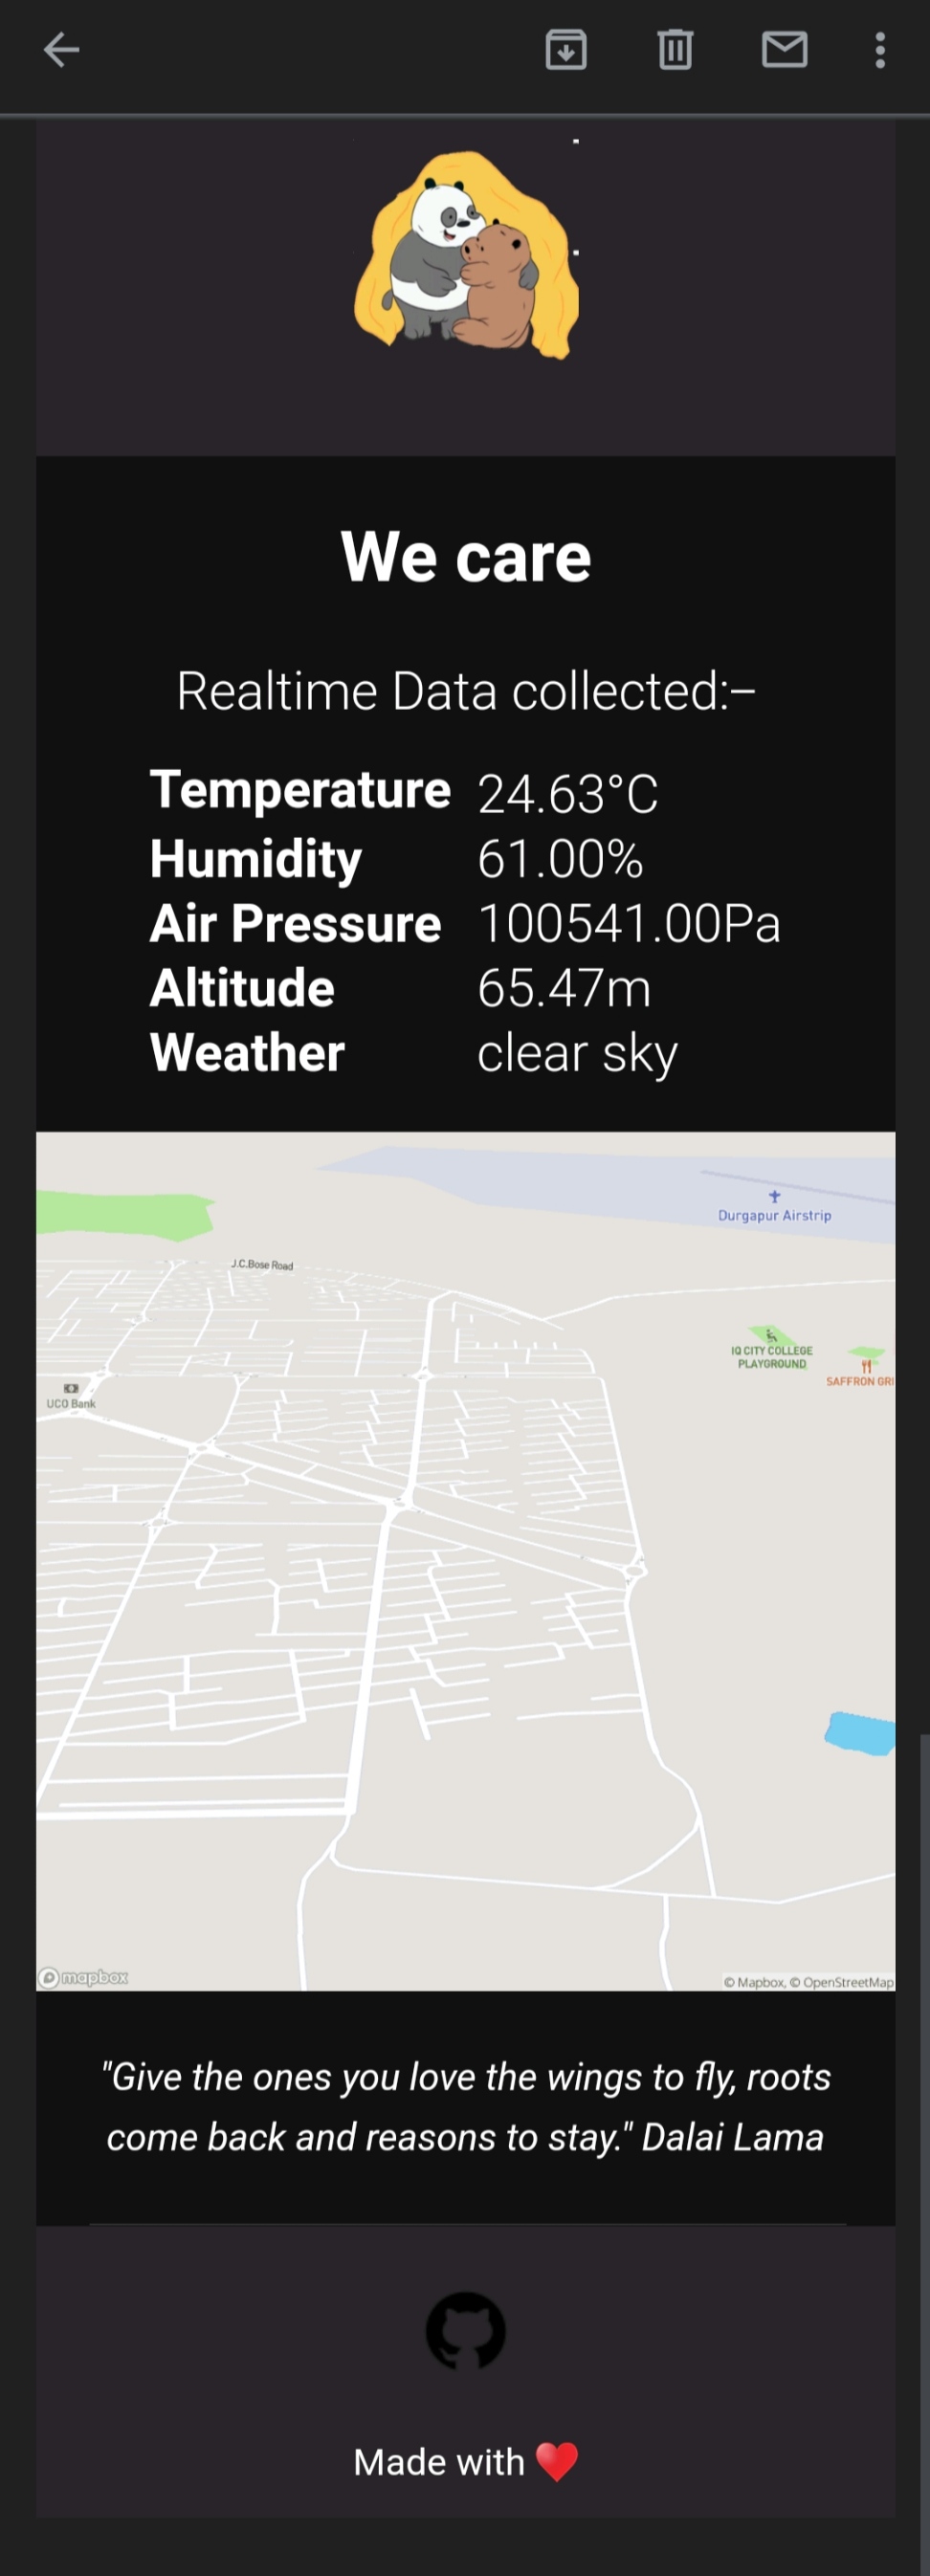 We care
Realtime Data collected:–
Temperature 24.63°C
Humidity 61.00%
Air Pressure 100541.00Pa
Altitude 65.47m
Weather clear sky
Durgapur Airstrip
J.C.Bose Road
IQ CITY COLLEGE
PLAYGROUND
SAFFRON GRI
UCO Bank
mapbox
© Mapbox, © OpenStreetMap
"Give the ones you love the wings to fly, roots
come back and reasons to stay." Dalai Lama
Made with ❤️